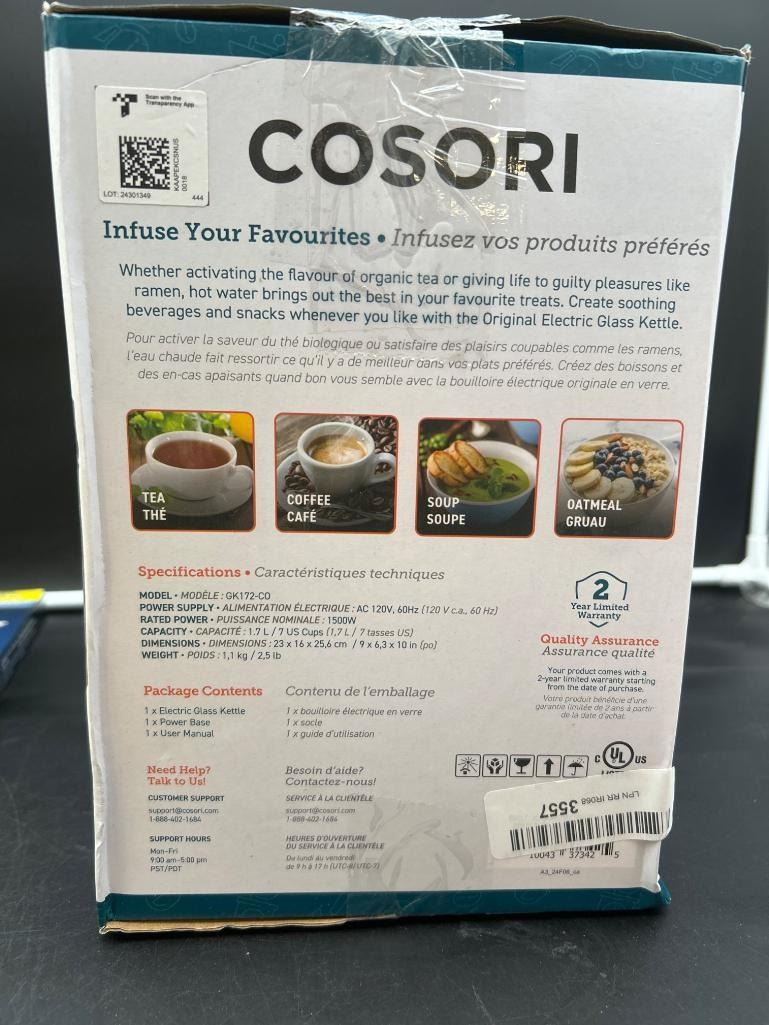 Scan with the
Transparency App
KAAPEKCSNUS
0018
LOT: 24301349
444
COSORI
Infuse Your Favourites • Infusez vos produits préférés
Whether activating the flavour of organic tea or giving life to guilty pleasures like
ramen, hot water brings out the best in your favourite treats. Create soothing
beverages and snacks whenever you like with the Original Electric Glass Kettle.
Pour activer la saveur du thé biologique ou satisfaire des plaisirs coupables comme les ramens,
l'eau chaude fait ressortir ce qu'il y a de meilleur dans vos plats préférés. Créez des boissons et
des en-cas apaisants quand bon vous semble avec la bouilloire électrique originale en verre.
TEA
THÉ
COFFEE
CAFÉ
SOUP
SOUPE
OATMEAL
GRUAU
Specifications • Caractéristiques techniques
MODEL • MODÈLE : GK172-CO
POWER SUPPLY • ALIMENTATION ÉLECTRIQUE : AC 120V, 60Hz (120 V c.a., 60 Hz)
RATED POWER • PUISSANCE NOMINALE : 1500W
CAPACITY • CAPACITÉ : 1.7 L / 7 US Cups (1,7 L / 7 tasses US)
DIMENSIONS • DIMENSIONS : 23 x 16 x 25,6 cm / 9 x 6,3 x 10 in (po)
WEIGHT • POIDS : 1,1 kg / 2,5 lb
2
Year Limited
Warranty
Quality Assurance
Assurance qualité
Your product comes with a
2-year limited warranty starting
from the date of purchase.
Votre produit bénéficie d'une
garantie limitée de 2 ans à partir
de la date d'achat.
Package Contents
1 x Electric Glass Kettle
1 x Power Base
1 x User Manual
Contenu de l'emballage
1 x bouilloire électrique en verre
1 x socle
1 x guide d'utilisation
Need Help?
Talk to Us!
CUSTOMER SUPPORT
support@cosori.com
1-888-402-1684
SUPPORT HOURS
Mon-Fri
9:00 am-5:00 pm
PST/PDT
Besoin d'aide?
Contactez-nous!
SERVICE À LA CLIENTÈLE
support@cosori.com
1-888-402-1684
HEURES D'OUVERTURE
DU SERVICE À LA CLIENTÈLE
Du lundi au vendredi
de 9 h à 17 h (UTC-8/UTC-7)
C UL US
LPN RR IR068 3557
10043 37342 5
A3_24F06_ca